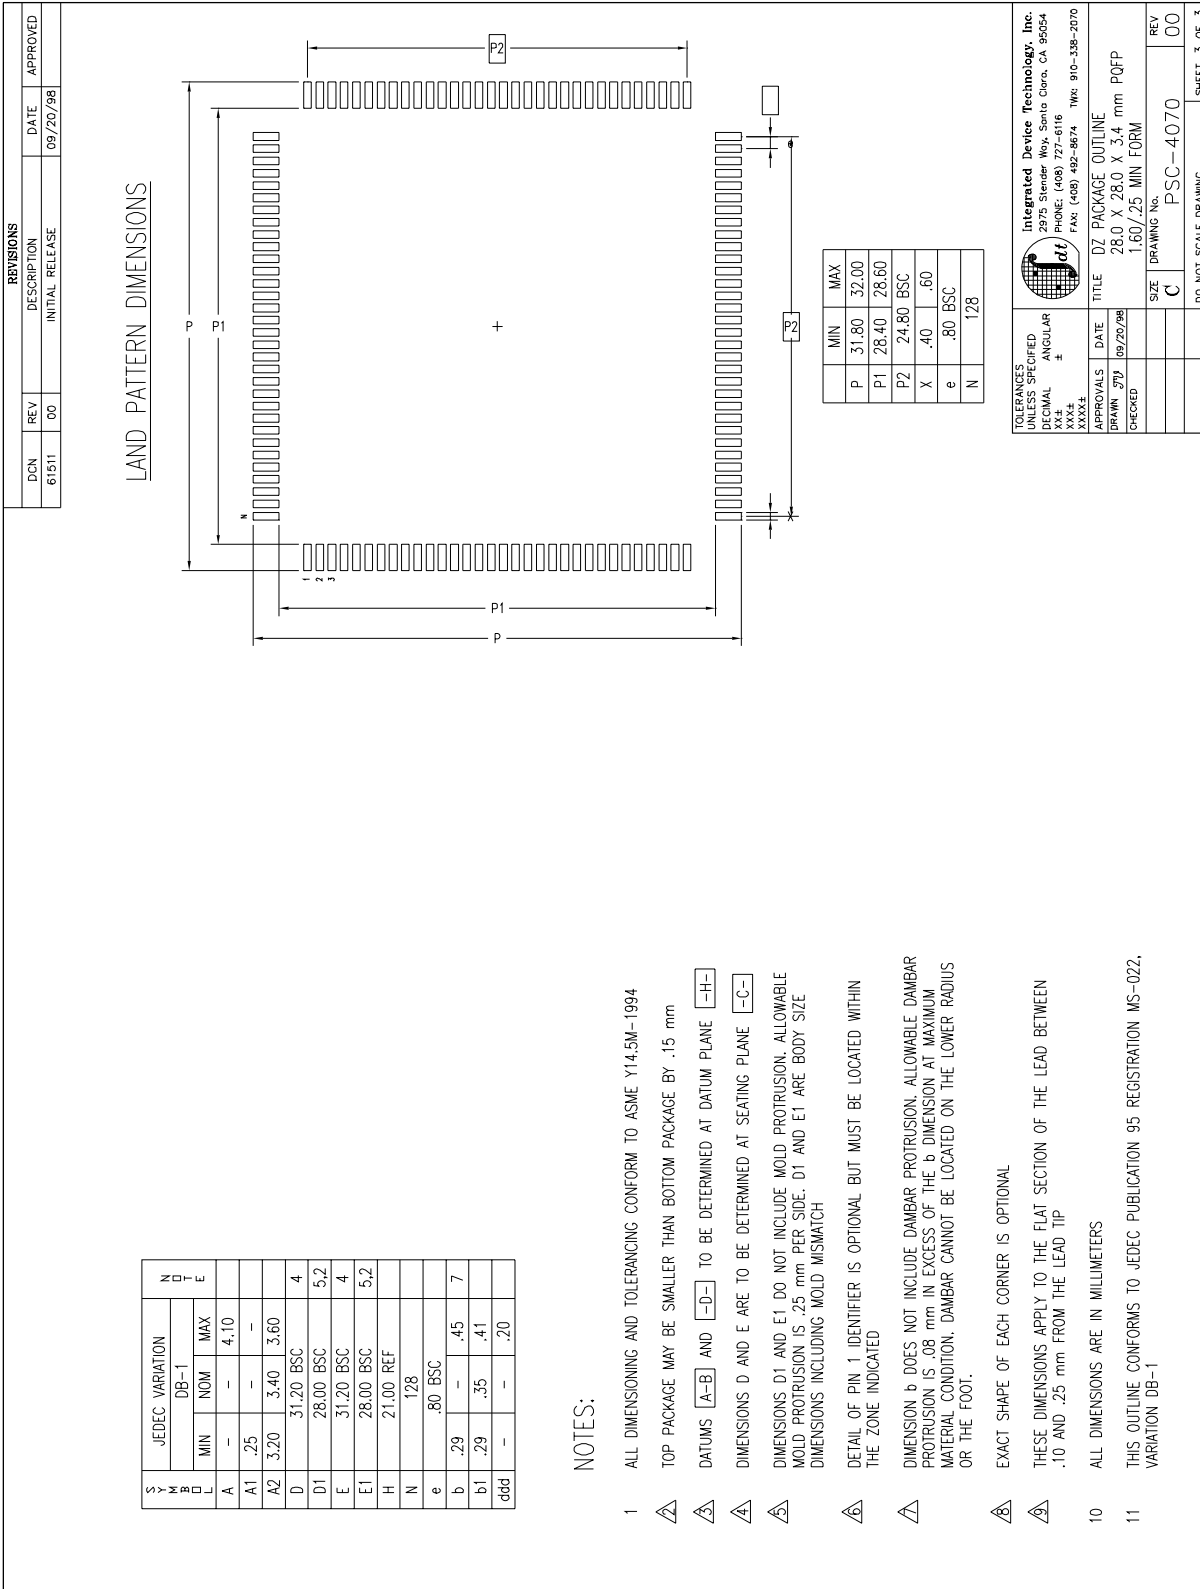 REVISIONS
DCN REV DESCRIPTION DATE APPROVED
61511 00 INITIAL RELEASE 09/20/98
LAND PATTERN DIMENSIONS
P
P1
P2
N
1
2
3
P1
P
P2
e
X
MIN MAX
P 31.80 32.00
P1 28.40 28.60
P2 24.80 BSC
X .40 .60
e .80 BSC
N 128
S Y M B O L JEDEC VARIATION N O T E
DB-1
MIN NOM MAX
A - - 4.10
A1 .25 - -
A2 3.20 3.40 3.60
D 31.20 BSC 4
D1 28.00 BSC 5,2
E 31.20 BSC 4
E1 28.00 BSC 5,2
H 21.00 REF
N 128
e .80 BSC
b .29 - .45 7
b1 .29 .35 .41
ddd - - .20
NOTES:
1 ALL DIMENSIONING AND TOLERANCING CONFORM TO ASME Y14.5M-1994
2 TOP PACKAGE MAY BE SMALLER THAN BOTTOM PACKAGE BY .15 mm
3 DATUMS A-B AND -D- TO BE DETERMINED AT DATUM PLANE -H-
4 DIMENSIONS D AND E ARE TO BE DETERMINED AT SEATING PLANE -C-
5 DIMENSIONS D1 AND E1 DO NOT INCLUDE MOLD PROTRUSION. ALLOWABLE
MOLD PROTRUSION IS .25 mm PER SIDE. D1 AND E1 ARE BODY SIZE
DIMENSIONS INCLUDING MOLD MISMATCH
6 DETAIL OF PIN 1 IDENTIFIER IS OPTIONAL BUT MUST BE LOCATED WITHIN
THE ZONE INDICATED
7 DIMENSION b DOES NOT INCLUDE DAMBAR PROTRUSION. ALLOWABLE DAMBAR
PROTRUSION IS .08 mm IN EXCESS OF THE b DIMENSION AT MAXIMUM
MATERIAL CONDITION. DAMBAR CANNOT BE LOCATED ON THE LOWER RADIUS
OR THE FOOT.
8 EXACT SHAPE OF EACH CORNER IS OPTIONAL
9 THESE DIMENSIONS APPLY TO THE FLAT SECTION OF THE LEAD BETWEEN
.10 AND .25 mm FROM THE LEAD TIP
10 ALL DIMENSIONS ARE IN MILLIMETERS
11 THIS OUTLINE CONFORMS TO JEDEC PUBLICATION 95 REGISTRATION MS-022,
VARIATION DB-1
TOLERANCES
UNLESS SPECIFIED
DECIMAL ANGULAR
XX± ±
XXX±
XXXX±
APPROVALS DATE
DRAWN 09/20/98
CHECKED
idt
Integrated Device Technology, Inc.
2975 Stender Way, Santa Clara, CA 95054
PHONE: (408) 727-6116
FAX: (408) 492-8674 TWX: 910-338-2070
TITLE DZ PACKAGE OUTLINE
28.0 X 28.0 X 3.4 mm PQFP
1.60/.25 MIN FORM
SIZE DRAWING No. REV
C PSC-4070 00
DO NOT SCALE DRAWING SHEET 3 OF 3